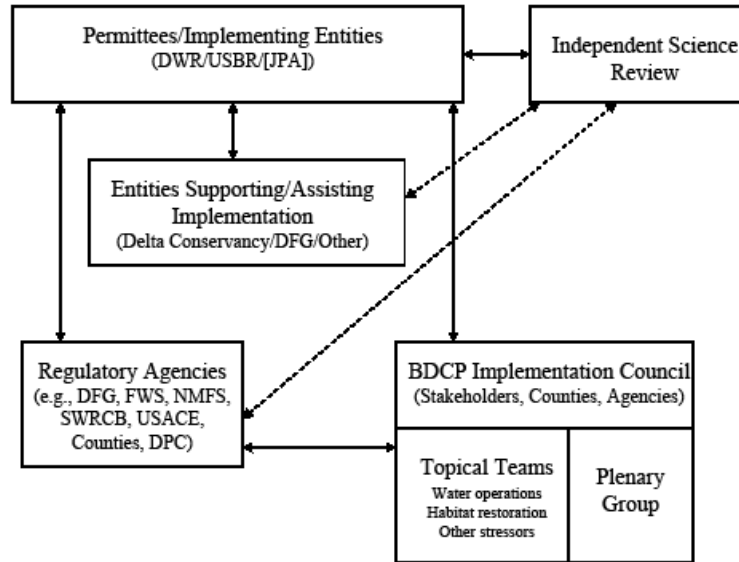 Permittees/Implementing Entities
(DWR/USBR/[JPA])
Independent Science
Review
Entities Supporting/Assisting
Implementation
(Delta Conservancy/DFG/Other)
Regulatory Agencies
(e.g., DFG, FWS, NMFS,
SWRCB, USACE,
Counties, DPC)
BDCP Implementation Council
(Stakeholders, Counties, Agencies)
Topical Teams
Water operations
Habitat restoration
Other stressors
Plenary
Group